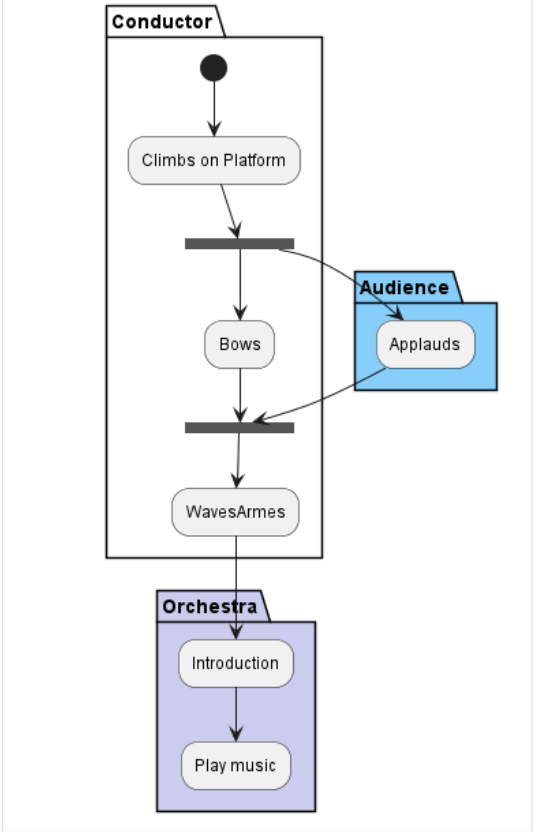 Conductor
Climbs on Platform
Audience
Bows
Applauds
WavesArmes
Orchestra
Introduction
Play music